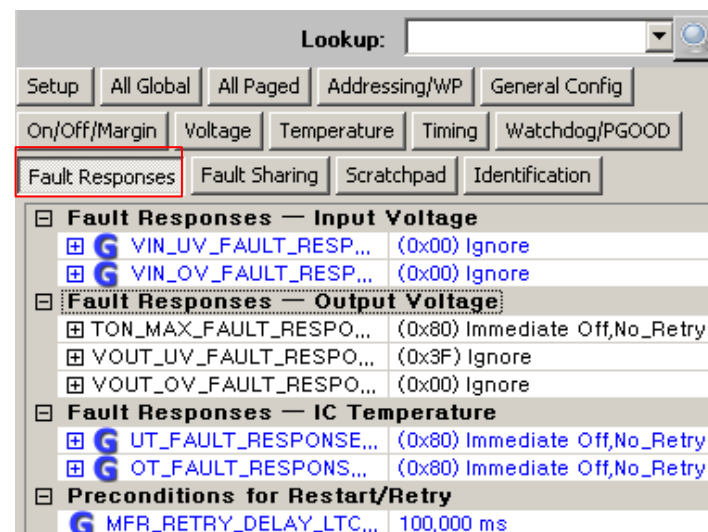 Lookup:
Setup All Global All Paged Addressing/WP General Config
On/Off/Margin Voltage Temperature Timing Watchdog/PGOOD
Fault Responses Fault Sharing Scratchpad Identification
Fault Responses — Input Voltage
G VIN_UV_FAULT_RESP... (0x00) Ignore
G VIN_OV_FAULT_RESP... (0x00) Ignore
Fault Responses — Output Voltage
TON_MAX_FAULT_RESPO... (0x80) Immediate Off,No_Retry
VOUT_UV_FAULT_RESPO... (0x3F) Ignore
VOUT_OV_FAULT_RESPO... (0x00) Ignore
Fault Responses — IC Temperature
G UT_FAULT_RESPONSE... (0x80) Immediate Off,No_Retry
G OT_FAULT_RESPONS... (0x80) Immediate Off,No_Retry
Preconditions for Restart/Retry
G MFR_RETRY_DELAY_LTC... 100,000 ms